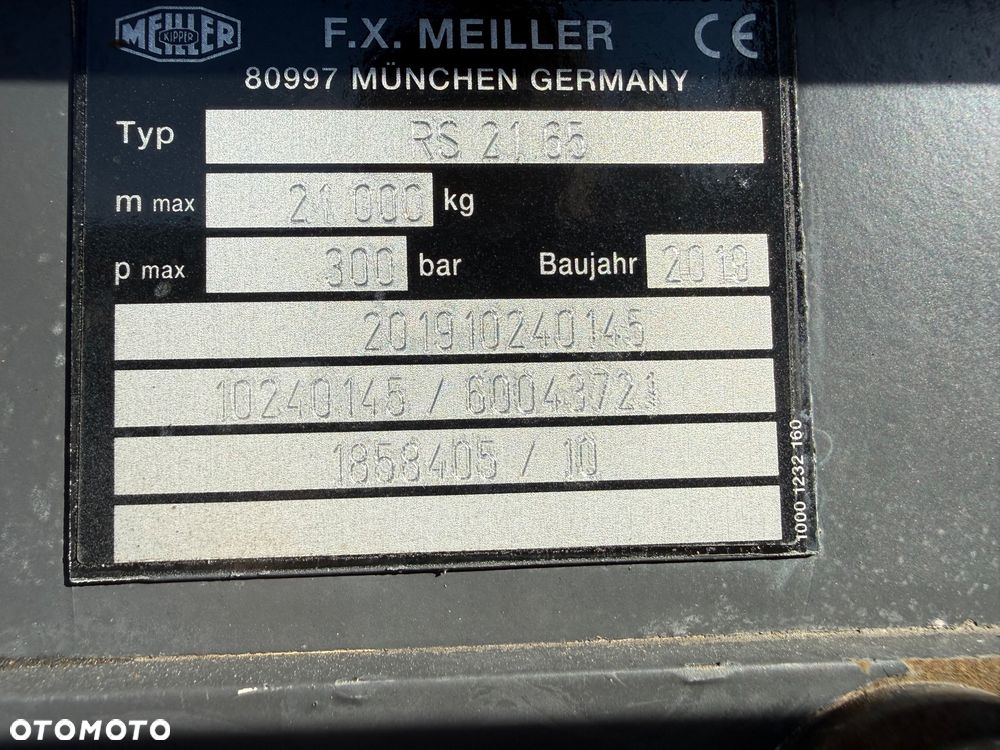 MEILLER KIPPER F.X. MEILLER CE
80997 MÜNCHEN GERMANY
Typ RS 21 65
m max 21 000 kg
p max 300 bar Baujahr 2019
201910240145
10240145 / 60043721
1858405 / 10
1000 1232 160
OTOMOTO